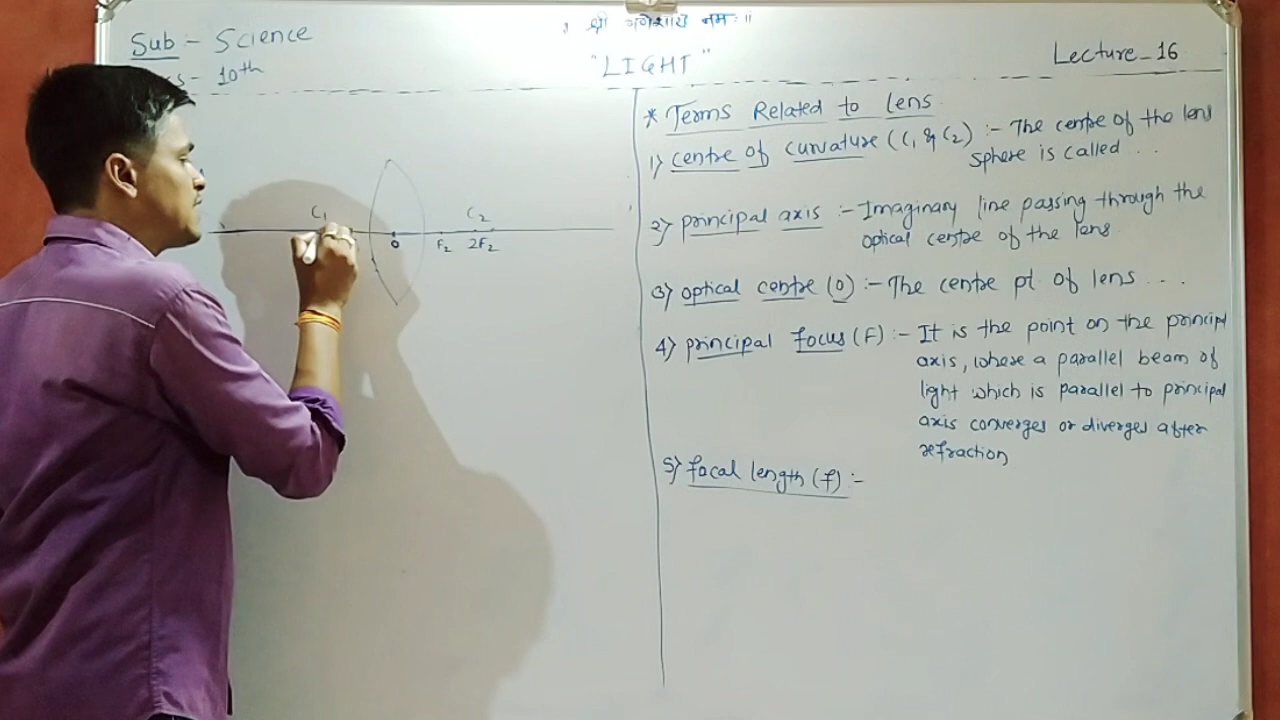 ॥ श्री गणेशाय नमः॥
Sub - Science
"LIGHT"
Lecture-16
- 10th
C₁
C₂
O
F₂ 2F₂
* Terms Related to lens
1) centre of curvature (C₁ & C₂) :- The centre of the lens
sphere is called ..
2) principal axis :- Imaginary line passing through the
optical centre of the lens.
3) optical centre (O) :- The centre pt of lens ...
4) principal focus (F) :- It is the point on the principl
axis, where a parallel beam of
light which is parallel to principal
axis converges or diverges after
refraction
5) focal length (f) :-